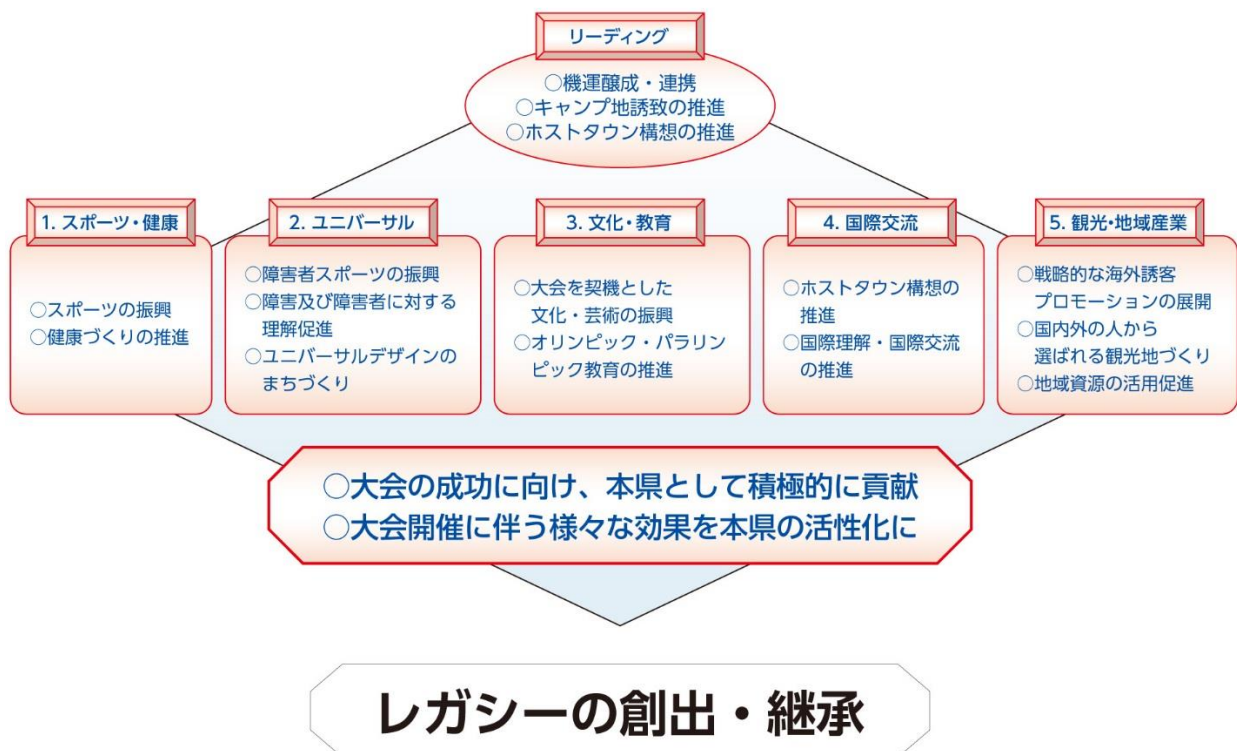 リーディング
○機運醸成・連携
○キャンプ地誘致の推進
○ホストタウン構想の推進
1. スポーツ・健康
○スポーツの振興
○健康づくりの推進
2. ユニバーサル
○障害者スポーツの振興
○障害及び障害者に対する
理解促進
○ユニバーサルデザインの
まちづくり
3. 文化・教育
○大会を契機とした
文化・芸術の振興
○オリンピック・パラリン
ピック教育の推進
4. 国際交流
○ホストタウン構想の
推進
○国際理解・国際交流
の推進
5. 観光・地域産業
○戦略的な海外誘客
プロモーションの展開
○国内外の人から
選ばれる観光地づくり
○地域資源の活用促進
○大会の成功に向け、本県として積極的に貢献
○大会開催に伴う様々な効果を本県の活性化に
レガシーの創出・継承